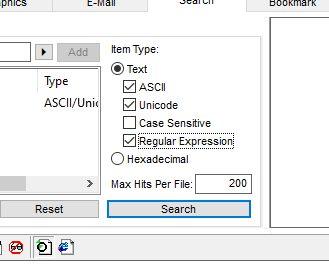 Search
E-Mail
Bookmark
Item Type:
Add
Text
Type
ASCII
ASCII/Unic
Unicode
Case Sensitive
Regular Expression
Hexadecimal
Max Hits Per File: 200
Reset
Search